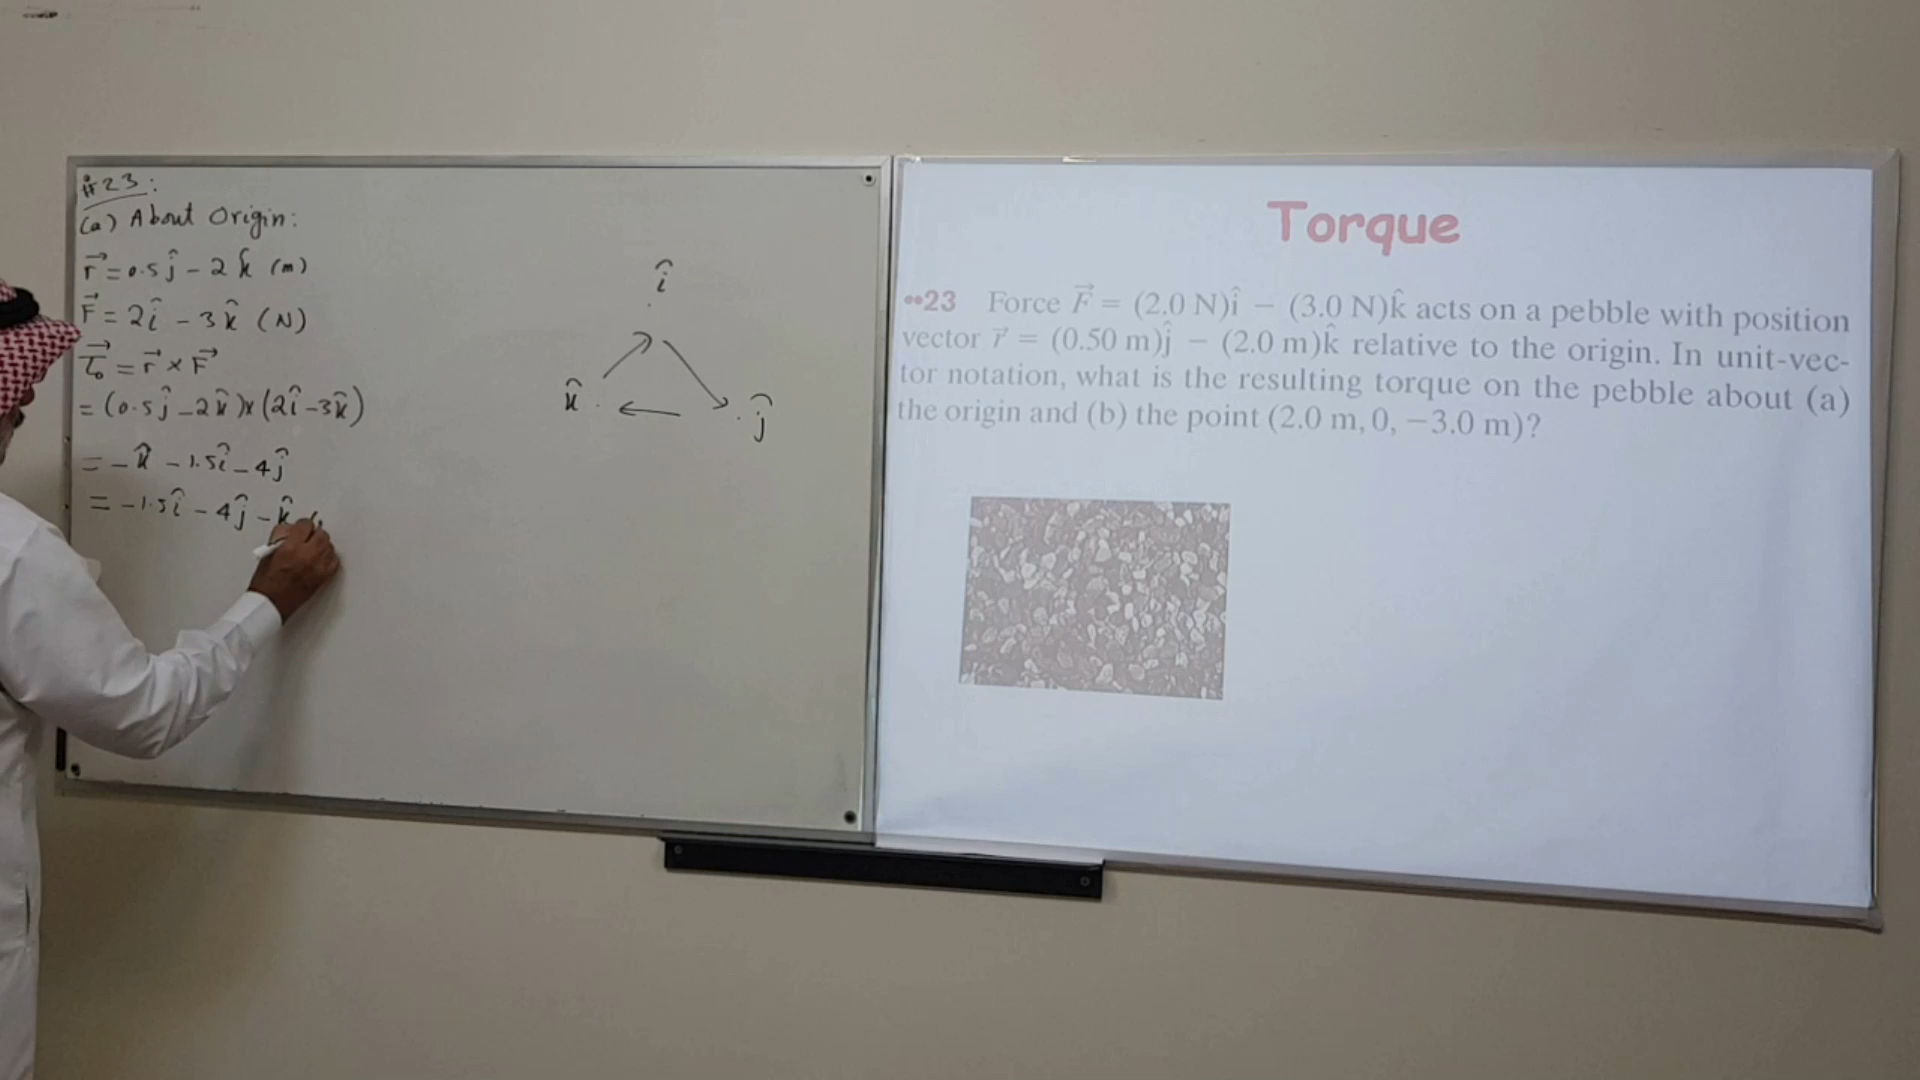 #23:
(a) About Origin:
r⃗ = 0.5ĵ - 2k̂ (m)
F⃗ = 2î - 3k̂ (N)
τ⃗₀ = r⃗ × F⃗
= (0.5ĵ - 2k̂) × (2î - 3k̂)
= -k̂ - 1.5î - 4ĵ
= -1.5î - 4ĵ - k̂ (
î
k̂
ĵ
Torque
••23 Force F⃗ = (2.0 N)î − (3.0 N)k̂ acts on a pebble with position
vector r⃗ = (0.50 m)ĵ − (2.0 m)k̂ relative to the origin. In unit-vec-
tor notation, what is the resulting torque on the pebble about (a)
the origin and (b) the point (2.0 m, 0, −3.0 m)?